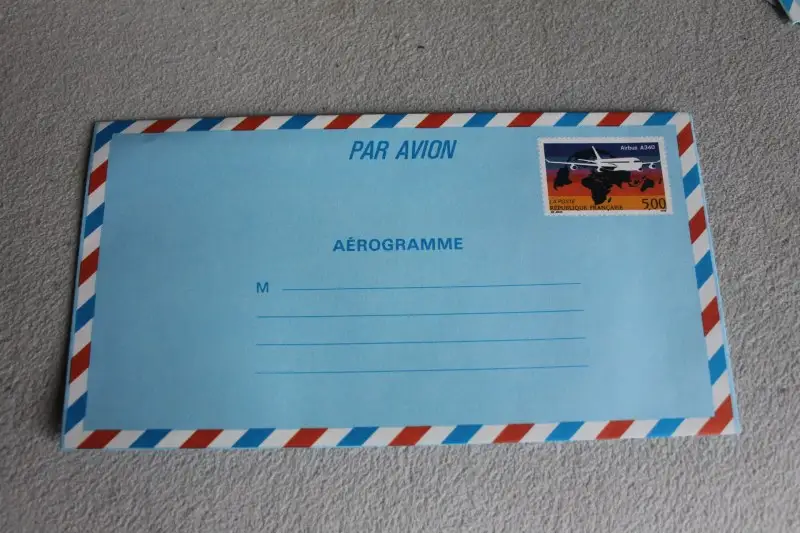 PAR AVION
Airbus A340
LA POSTE
RÉPUBLIQUE FRANÇAISE 5,00
AÉROGRAMME
M